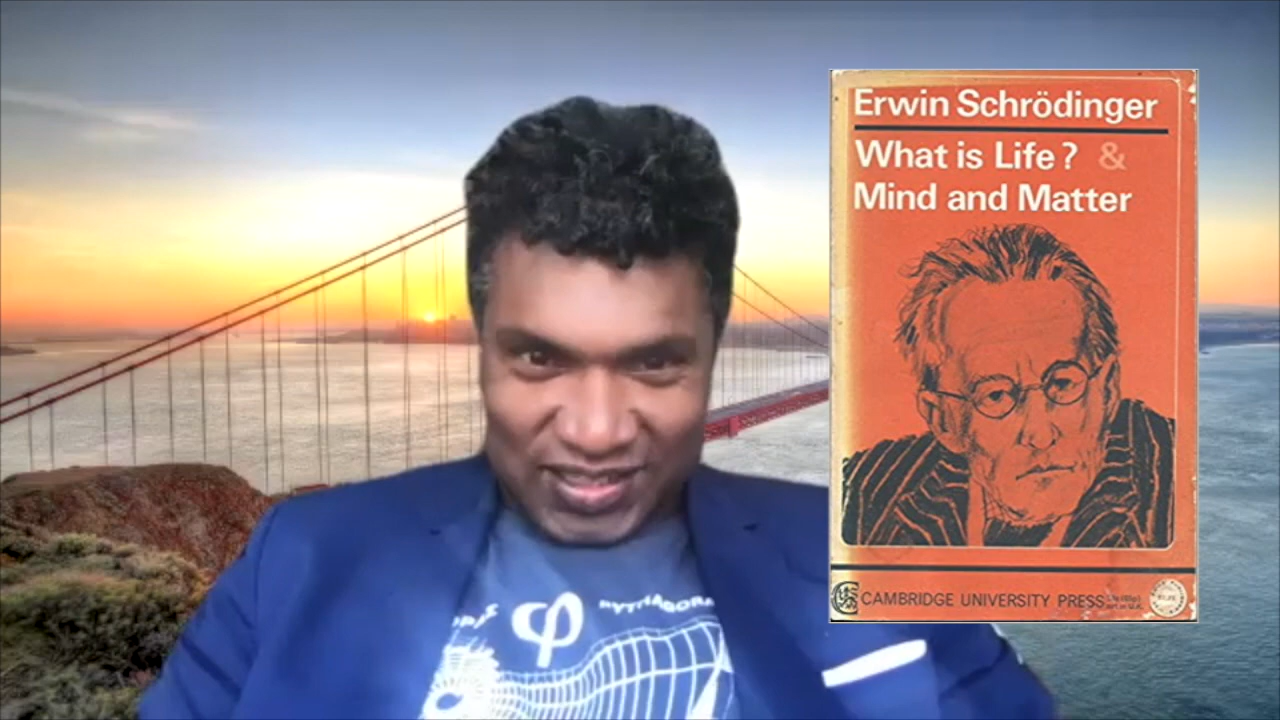 Erwin Schrödinger
What is Life? &
Mind and Matter
CAMBRIDGE UNIVERSITY PRESS
φ